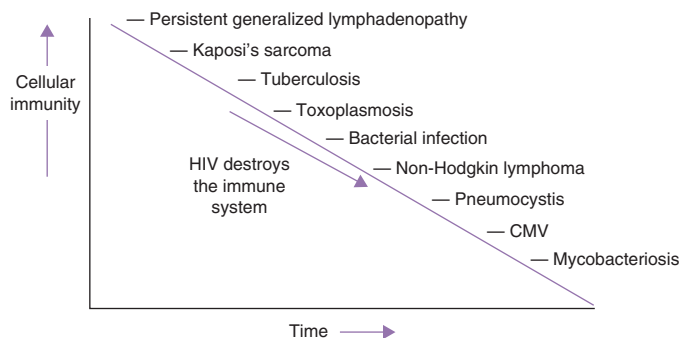 — Persistent generalized lymphadenopathy
— Kaposi's sarcoma
Cellular
immunity
— Tuberculosis
— Toxoplasmosis
— Bacterial infection
HIV destroys
the immune
system
— Non-Hodgkin lymphoma
— Pneumocystis
— CMV
— Mycobacteriosis
Time